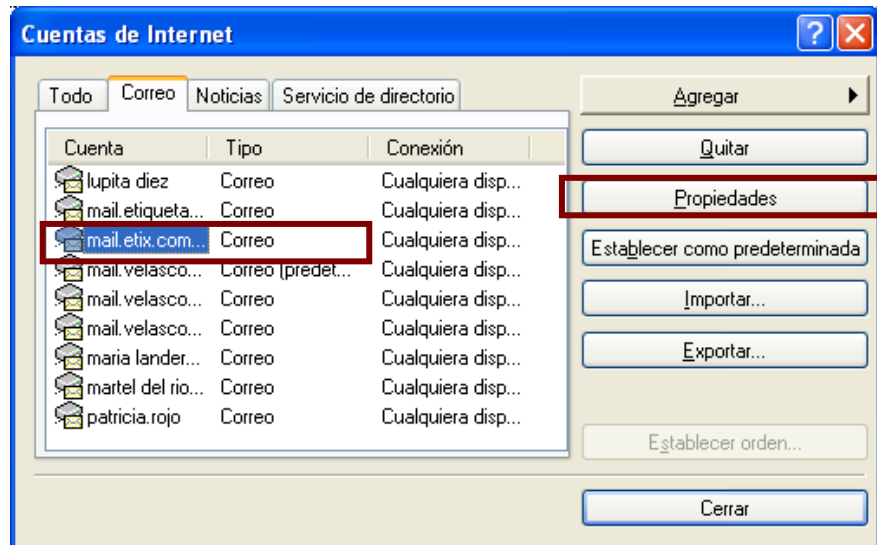 Cuentas de Internet
Todo Correo Noticias Servicio de directorio
Cuenta Tipo Conexión
lupita diez Correo Cualquiera disp...
mail.etiqueta... Correo Cualquiera disp...
mail.etix.com... Correo Cualquiera disp...
mail.velasco... Correo (predet... Cualquiera disp...
mail.velasco... Correo Cualquiera disp...
mail.velasco... Correo Cualquiera disp...
maria lander... Correo Cualquiera disp...
martel del rio... Correo Cualquiera disp...
patricia.rojo Correo Cualquiera disp...
Agregar
Quitar
Propiedades
Establecer como predeterminada
Importar...
Exportar...
Establecer orden...
Cerrar